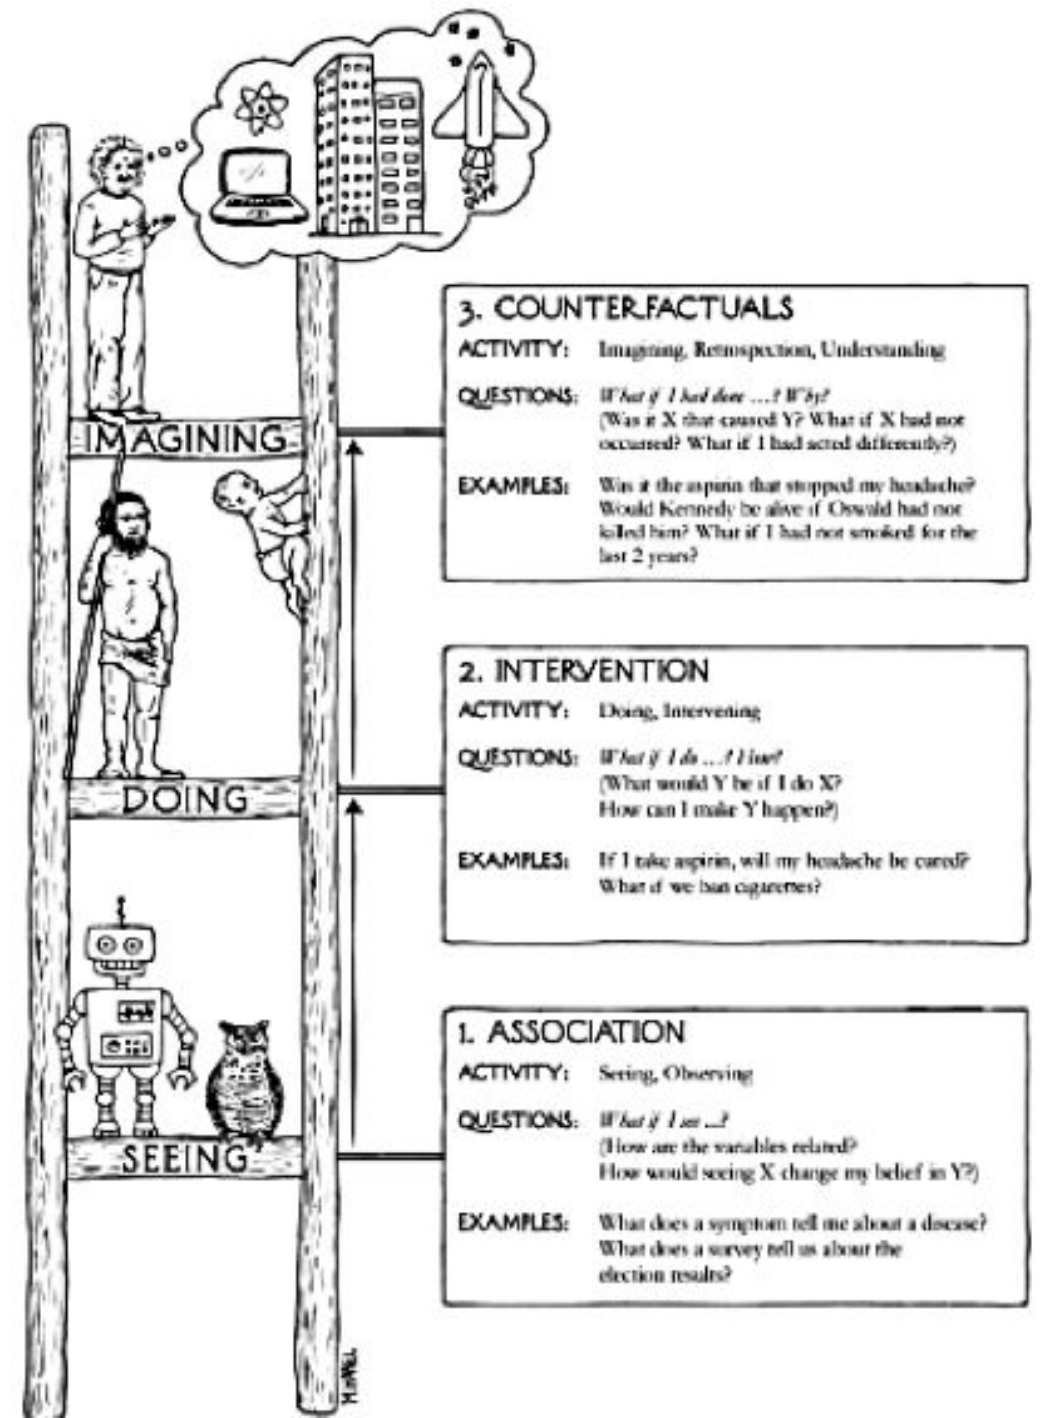 3. COUNTERFACTUALS
ACTIVITY: Imagining, Retrospection, Understanding
QUESTIONS: What if I had done ...? Why?
(Was it X that caused Y? What if X had not
occurred? What if I had acted differently?)
EXAMPLES: Was it the aspirin that stopped my headache?
Would Kennedy be alive if Oswald had not
killed him? What if I had not smoked for the
last 2 years?
IMAGINING
2. INTERVENTION
ACTIVITY: Doing, Intervening
QUESTIONS: What if I do ...? How?
(What would Y be if I do X?
How can I make Y happen?)
EXAMPLES: If I take aspirin, will my headache be cured?
What if we ban cigarettes?
DOING
1. ASSOCIATION
ACTIVITY: Seeing, Observing
QUESTIONS: What if I see ...?
(How are the variables related?
How would seeing X change my belief in Y?)
EXAMPLES: What does a symptom tell me about a disease?
What does a survey tell us about the
election results?
SEEING